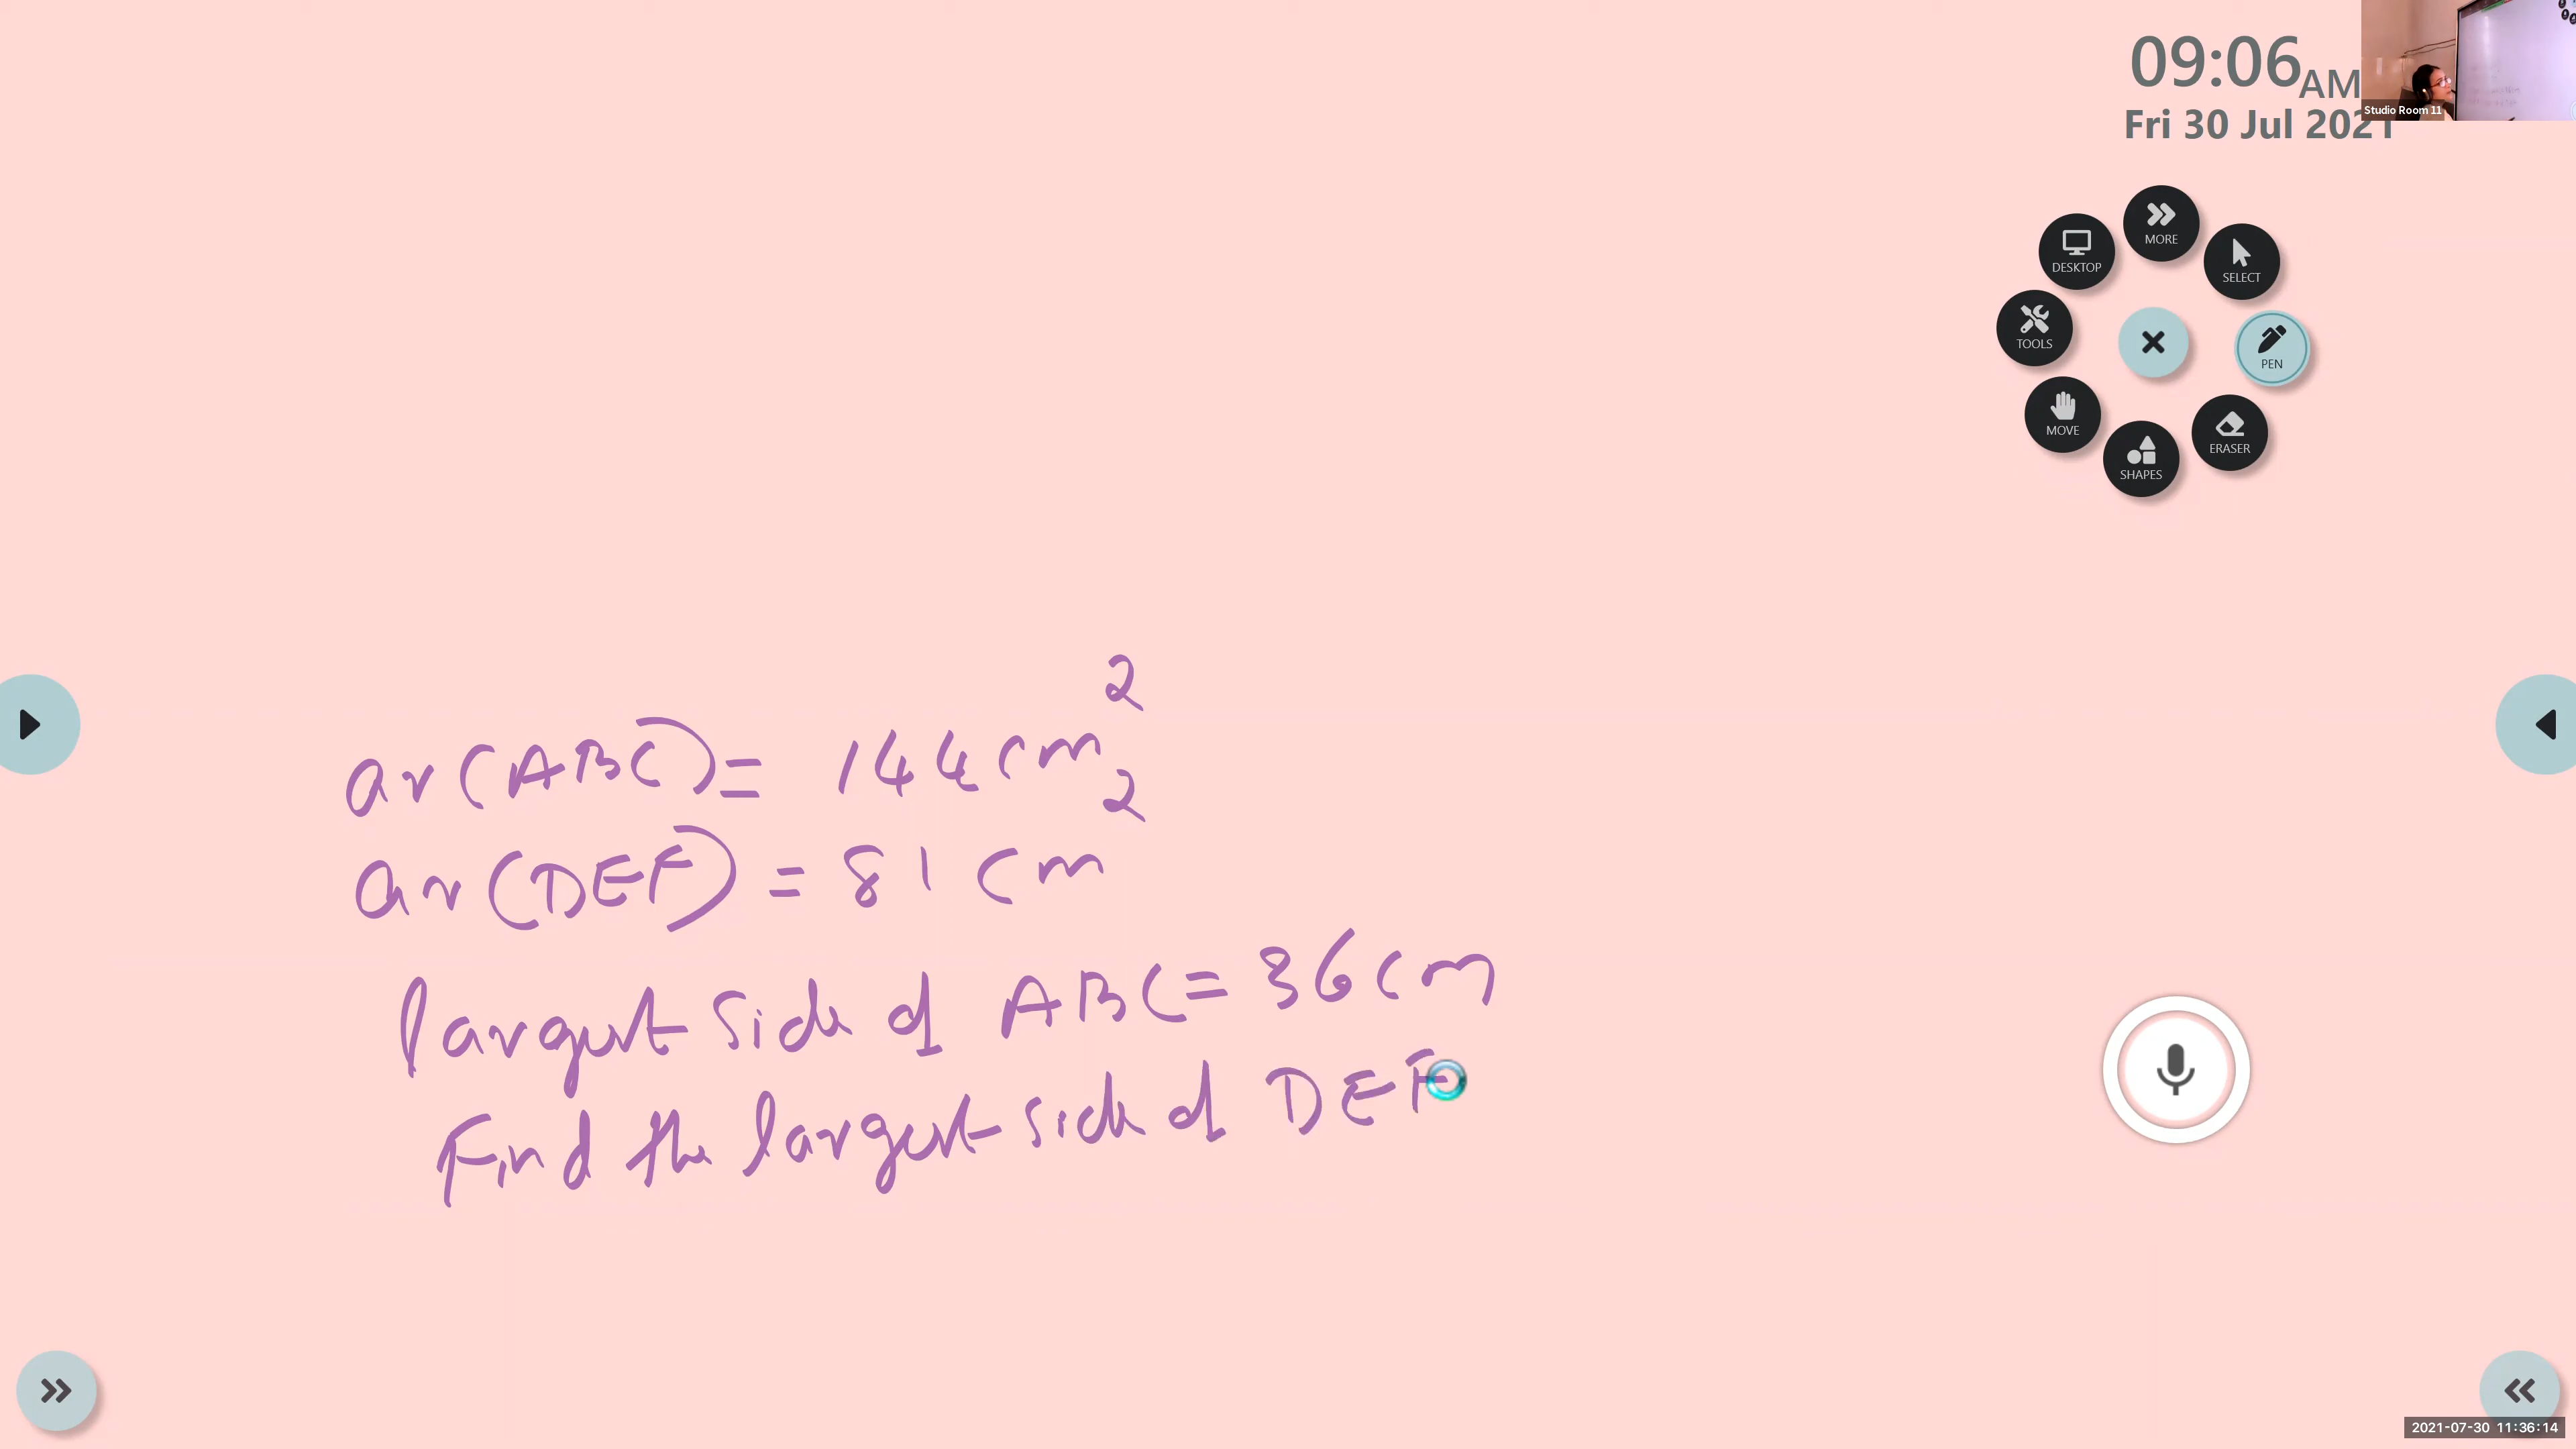 09:06 AM
Fri 30 Jul 2021
Studio Room 11
MORE
DESKTOP
SELECT
TOOLS
PEN
MOVE
ERASER
SHAPES
ar(ABC) = 144 cm²
ar(DEF) = 81 cm²
largest side of ABC = 36 cm
Find the largest side of DEF
2021-07-30 11:36:14